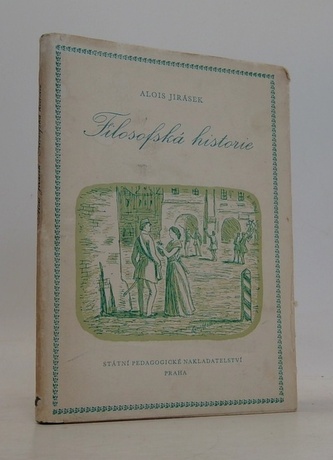 ALOIS JIRÁSEK
Filosofská historie
STÁTNÍ PEDAGOGICKÉ NAKLADATELSTVÍ
PRAHA